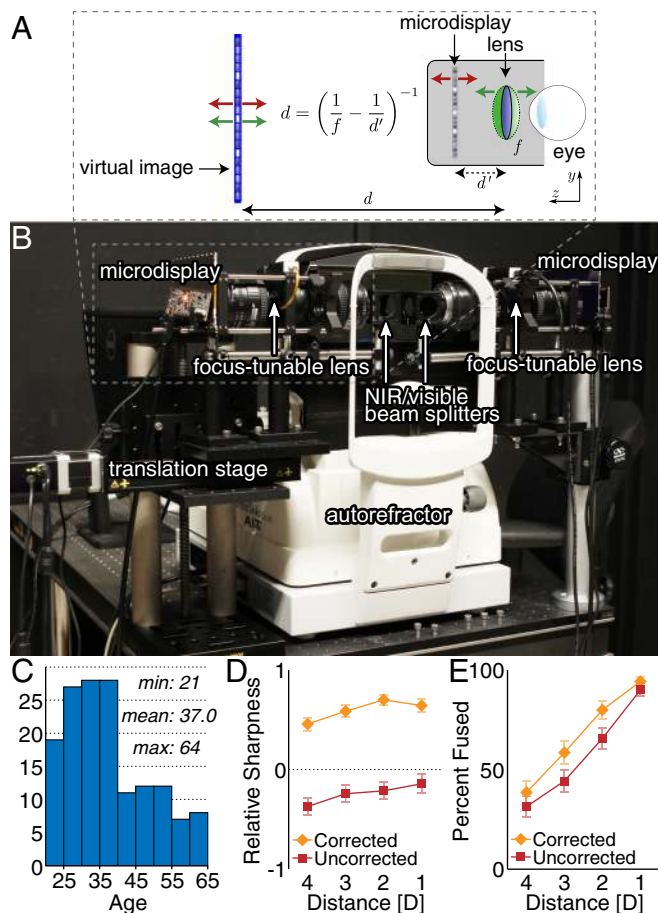 A
microdisplay
lens
d = (1/f − 1/d′)^−1
virtual image
f
eye
d′
d
y
z
B
microdisplay
microdisplay
focus-tunable lens
focus-tunable lens
NIR/visible
beam splitters
translation stage
autorefractor
C
25
20
15
10
5
0
min: 21
mean: 37.0
max: 64
25 35 45 55 65
Age
D
1
0
-1
Relative Sharpness
Corrected
Uncorrected
4 3 2 1
Distance [D]
E
100
50
0
Percent Fused
Corrected
Uncorrected
4 3 2 1
Distance [D]